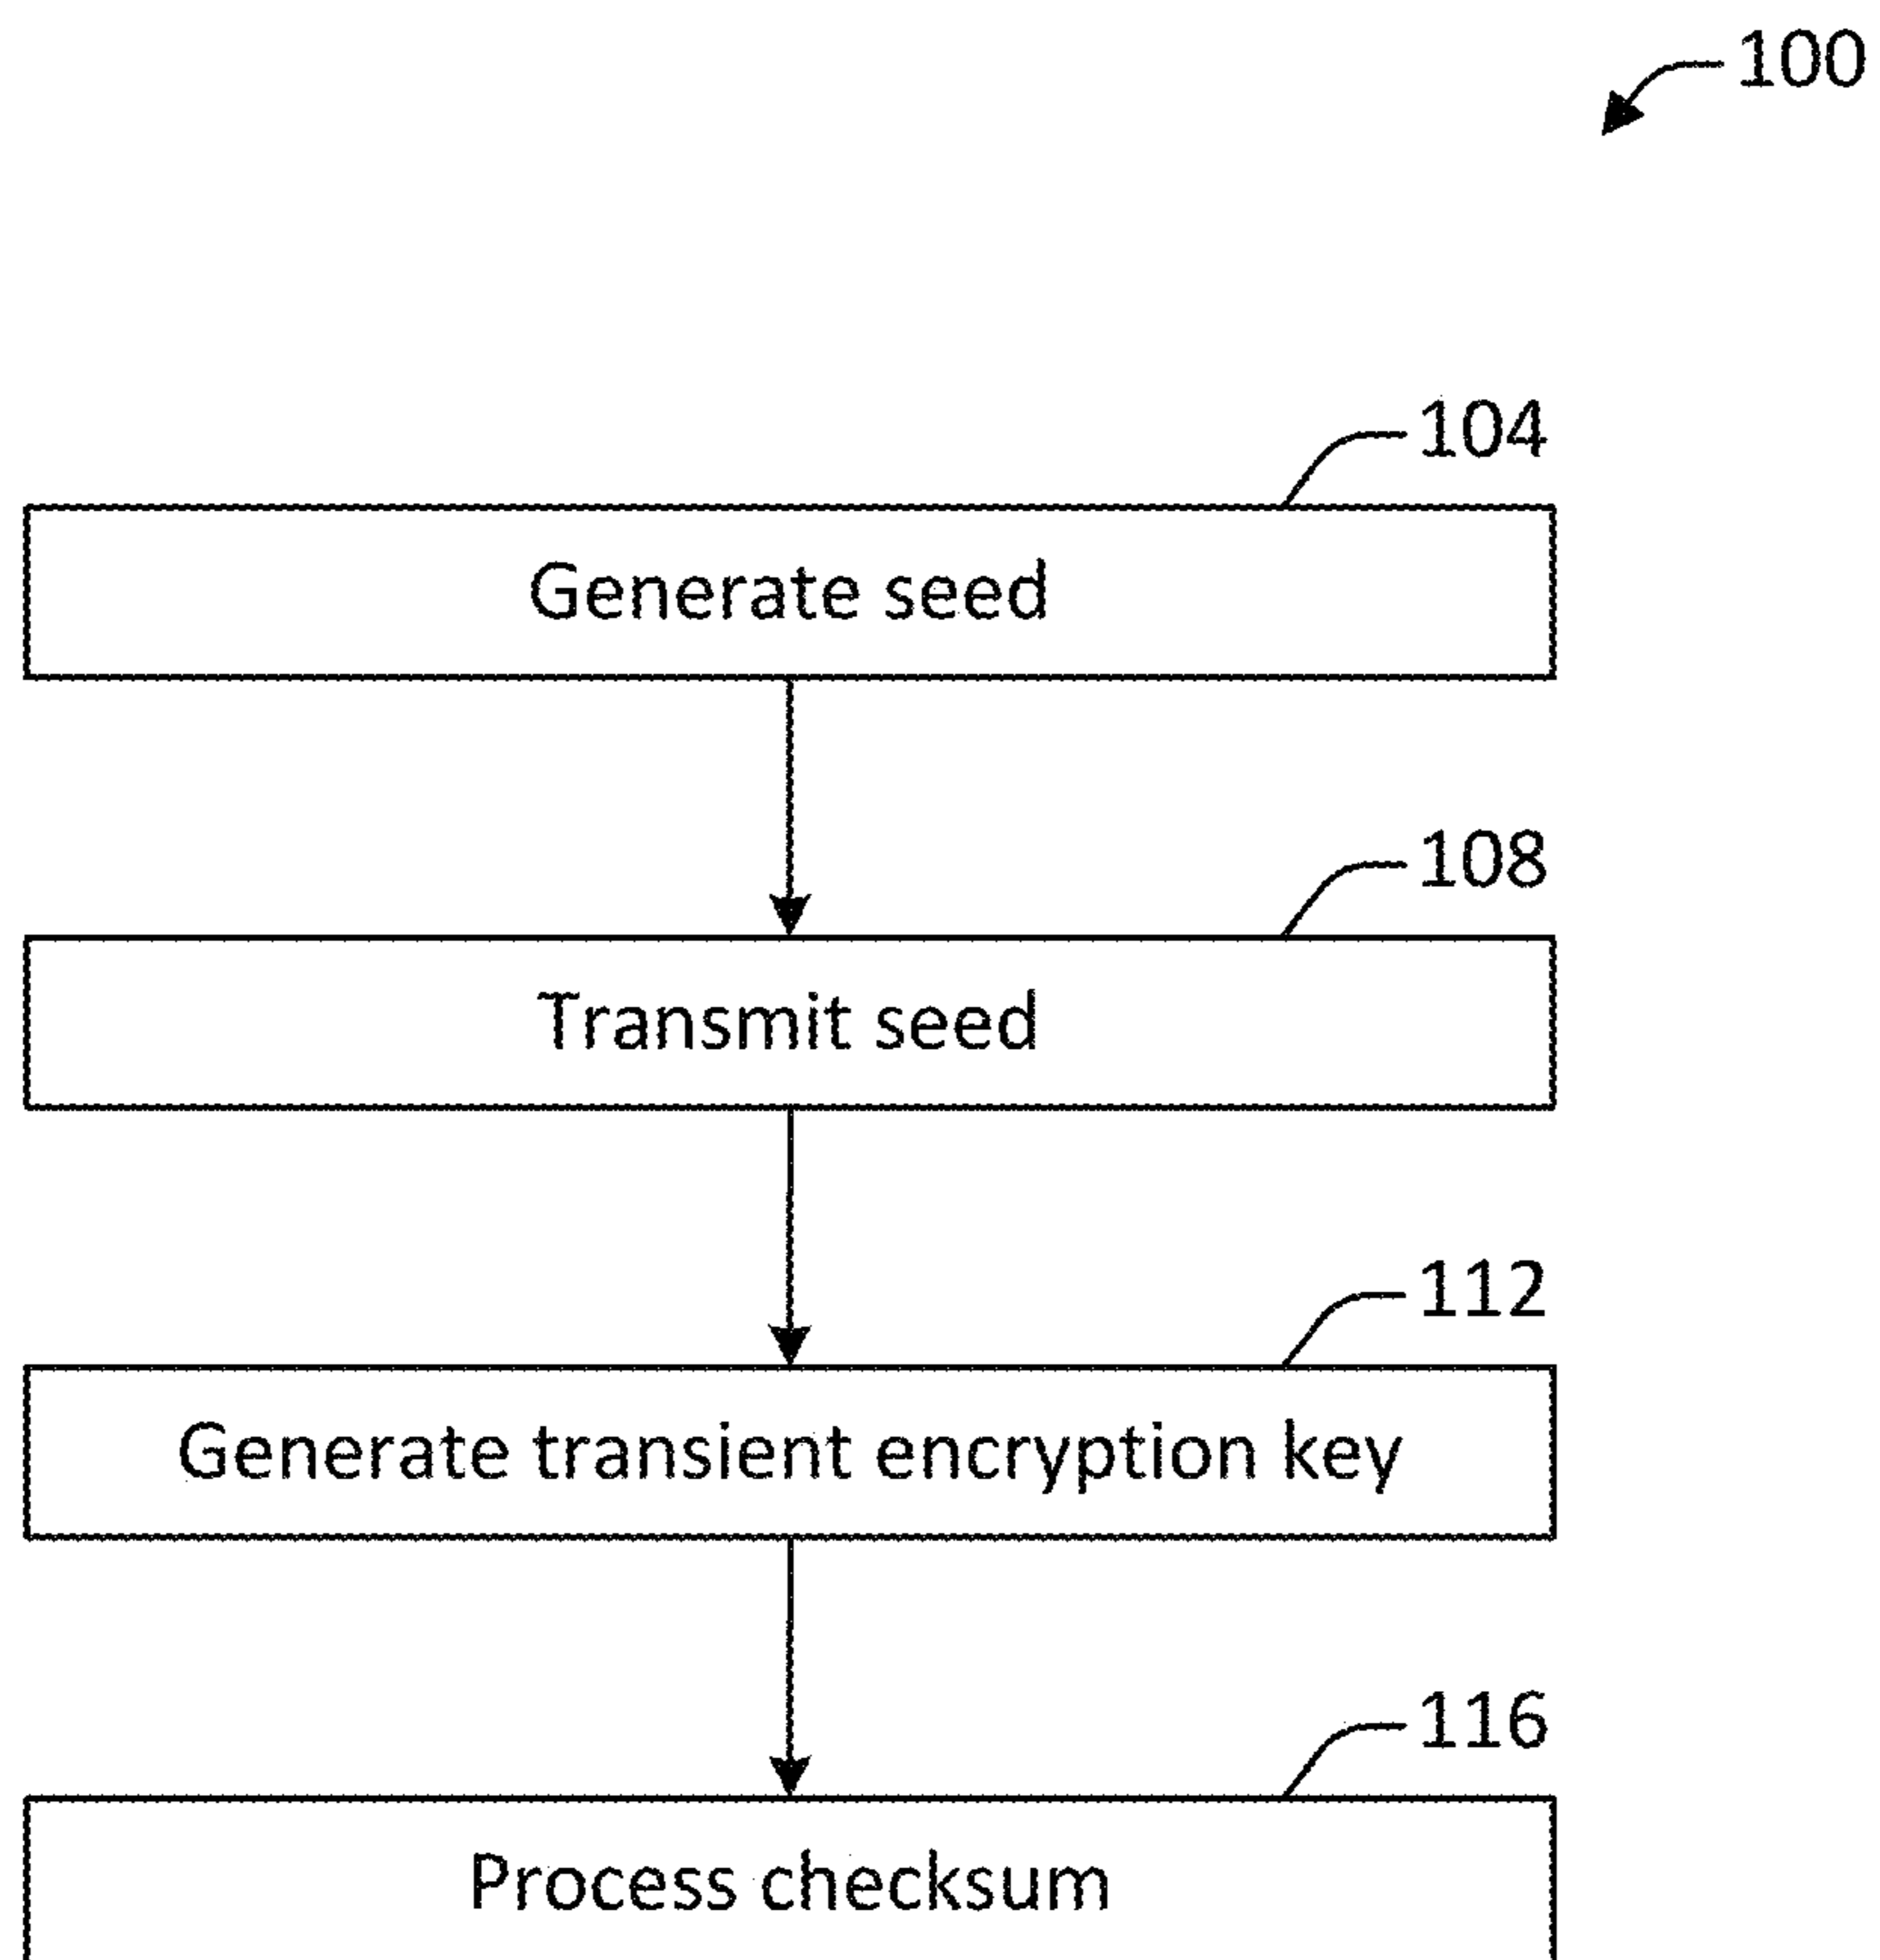 100
104
Generate seed
108
Transmit seed
112
Generate transient encryption key
116
Process checksum